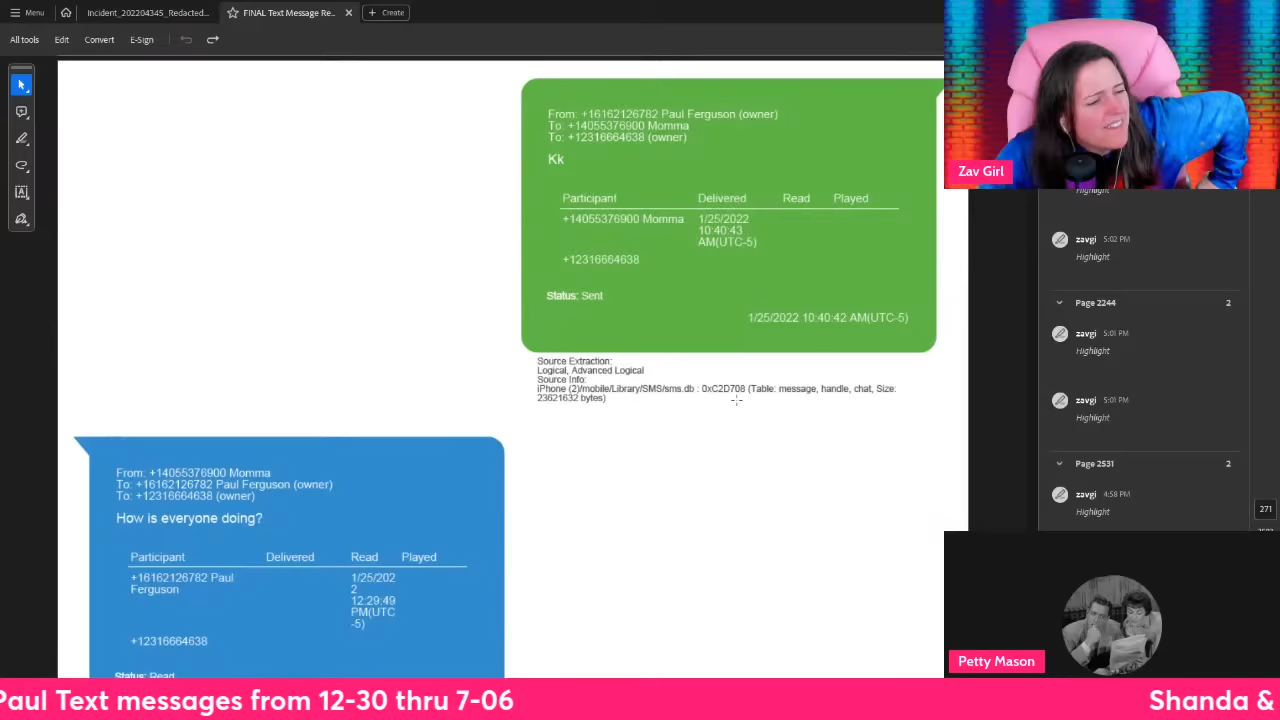 Menu
Incident_202204345_Redacted...
FINAL Text Message Re...
Create
All tools
Edit
Convert
E-Sign
From: +16162126782 Paul Ferguson (owner)
To: +14055376900 Momma
To: +12316664638 (owner)
Kk
Participant Delivered Read Played
+14055376900 Momma 1/25/2022
10:40:43
AM(UTC-5)
+12316664638
Status: Sent
1/25/2022 10:40:42 AM(UTC-5)
Source Extraction:
Logical, Advanced Logical
Source Info:
iPhone (2)/mobile/Library/SMS/sms.db : 0xC2D708 (Table: message, handle, chat, Size:
23621632 bytes)
From: +14055376900 Momma
To: +16162126782 Paul Ferguson (owner)
To: +12316664638 (owner)
How is everyone doing?
Participant Delivered Read Played
+16162126782 Paul
Ferguson
1/25/202
2
12:29:49
PM(UTC
-5)
+12316664638
Status: Read
Zav Girl
Highlight
zavgi 5:02 PM
Highlight
Page 2244 2
zavgi 5:01 PM
Highlight
zavgi 5:01 PM
Highlight
Page 2531 2
zavgi 4:58 PM
Highlight
271
Petty Mason
Paul Text messages from 12-30 thru 7-06
Shanda &